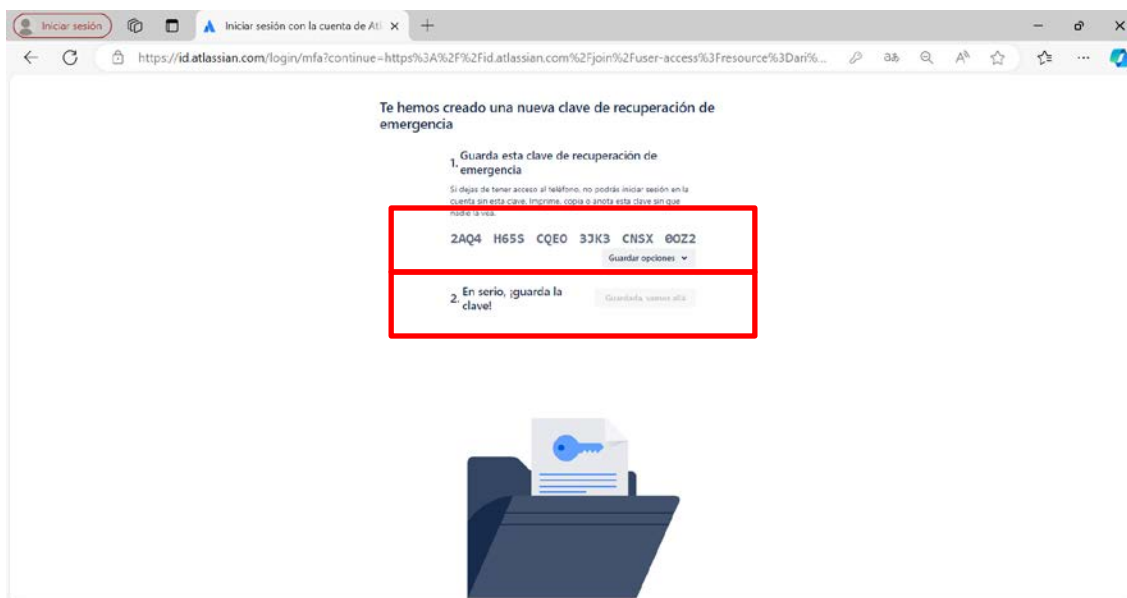 Iniciar sesión
Iniciar sesión con la cuenta de Atl
https://id.atlassian.com/login/mfa?continue=https%3A%2F%2Fid.atlassian.com%2Fjoin%2Fuser-access%3Fresource%3Dari%...
Te hemos creado una nueva clave de recuperación de
emergencia
1. Guarda esta clave de recuperación de
emergencia
Si dejas de tener acceso al teléfono, no podrás iniciar sesión en la
cuenta sin esta clave. Imprime, copia o anota esta clave sin que
nadie la vea.
2AQ4 H65S CQEO 3JK3 CNSX 0OZ2
Guardar opciones
2. En serio, ¡guarda la
clave!
Guardada, vamos allá